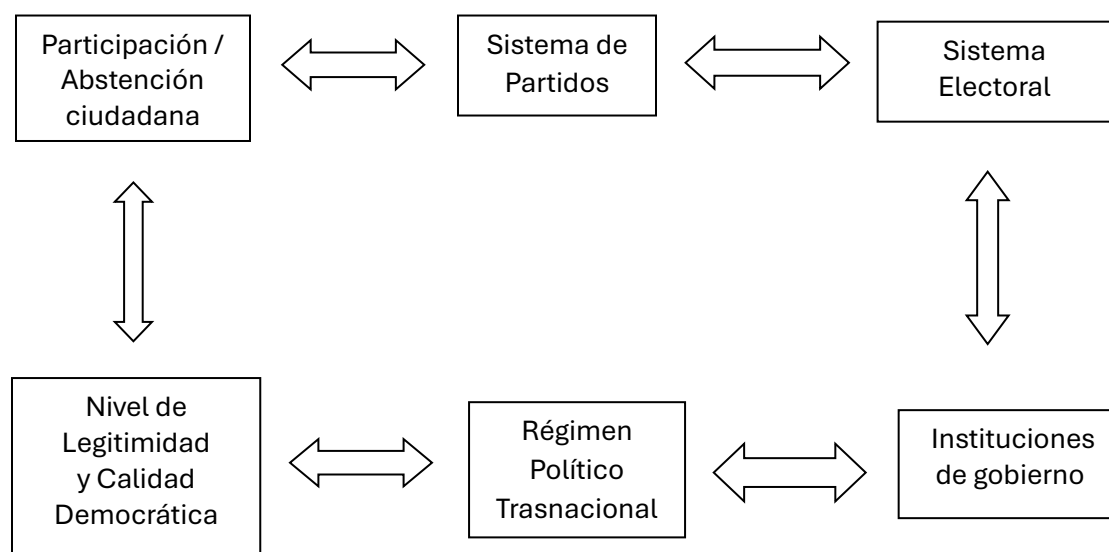 Participación /
Abstención
ciudadana
Sistema de
Partidos
Sistema
Electoral
Nivel de
Legitimidad
y Calidad
Democrática
Régimen
Político
Trasnacional
Instituciones
de gobierno